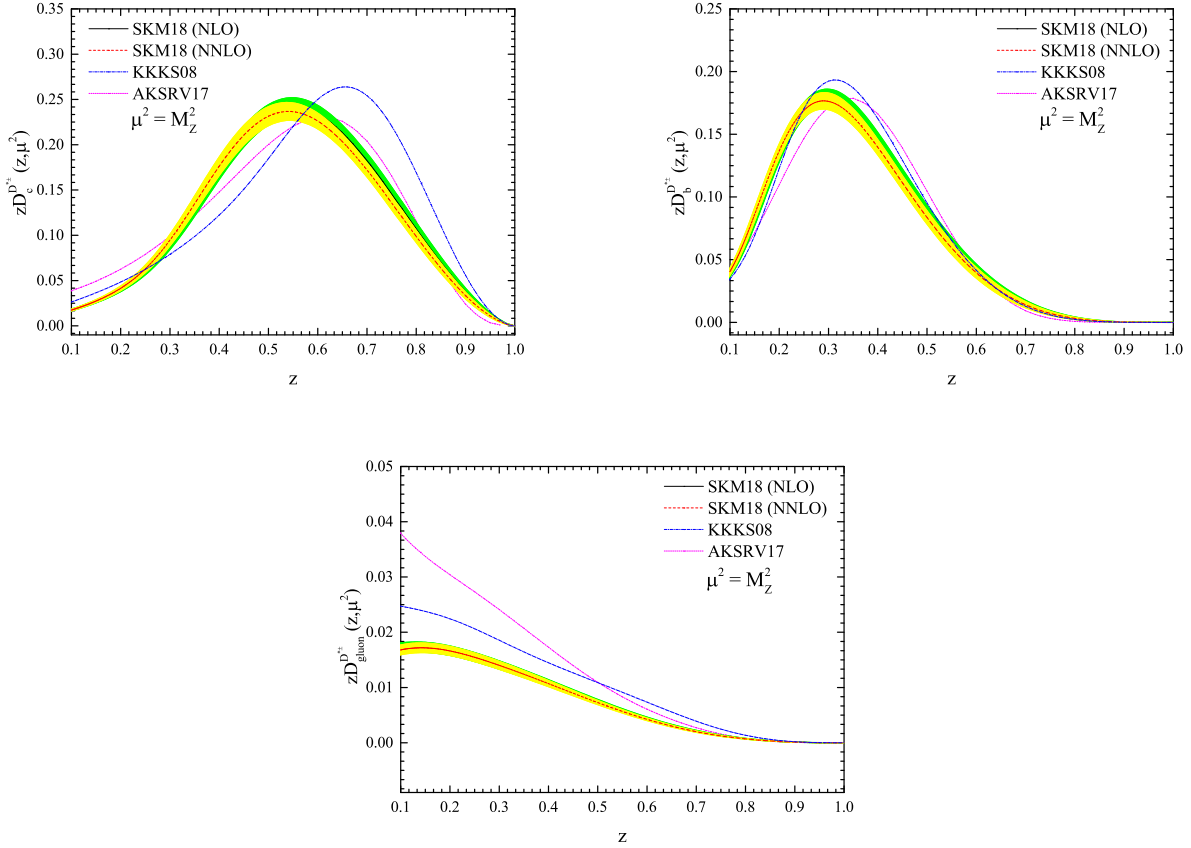 0.35
0.30
0.25
0.20
0.15
0.10
0.05
0.00
zD_c^{D^{*±}} (z,μ²)
SKM18 (NLO)
SKM18 (NNLO)
KKKS08
AKSRV17
μ² = M_Z²
0.1 0.2 0.3 0.4 0.5 0.6 0.7 0.8 0.9 1.0
z
0.25
0.20
0.15
0.10
0.05
0.00
zD_b^{D^{*±}} (z,μ²)
SKM18 (NLO)
SKM18 (NNLO)
KKKS08
AKSRV17
μ² = M_Z²
0.1 0.2 0.3 0.4 0.5 0.6 0.7 0.8 0.9 1.0
z
0.05
0.04
0.03
0.02
0.01
0.00
zD_{gluon}^{D^{*±}} (z,μ²)
SKM18 (NLO)
SKM18 (NNLO)
KKKS08
AKSRV17
μ² = M_Z²
0.1 0.2 0.3 0.4 0.5 0.6 0.7 0.8 0.9 1.0
z